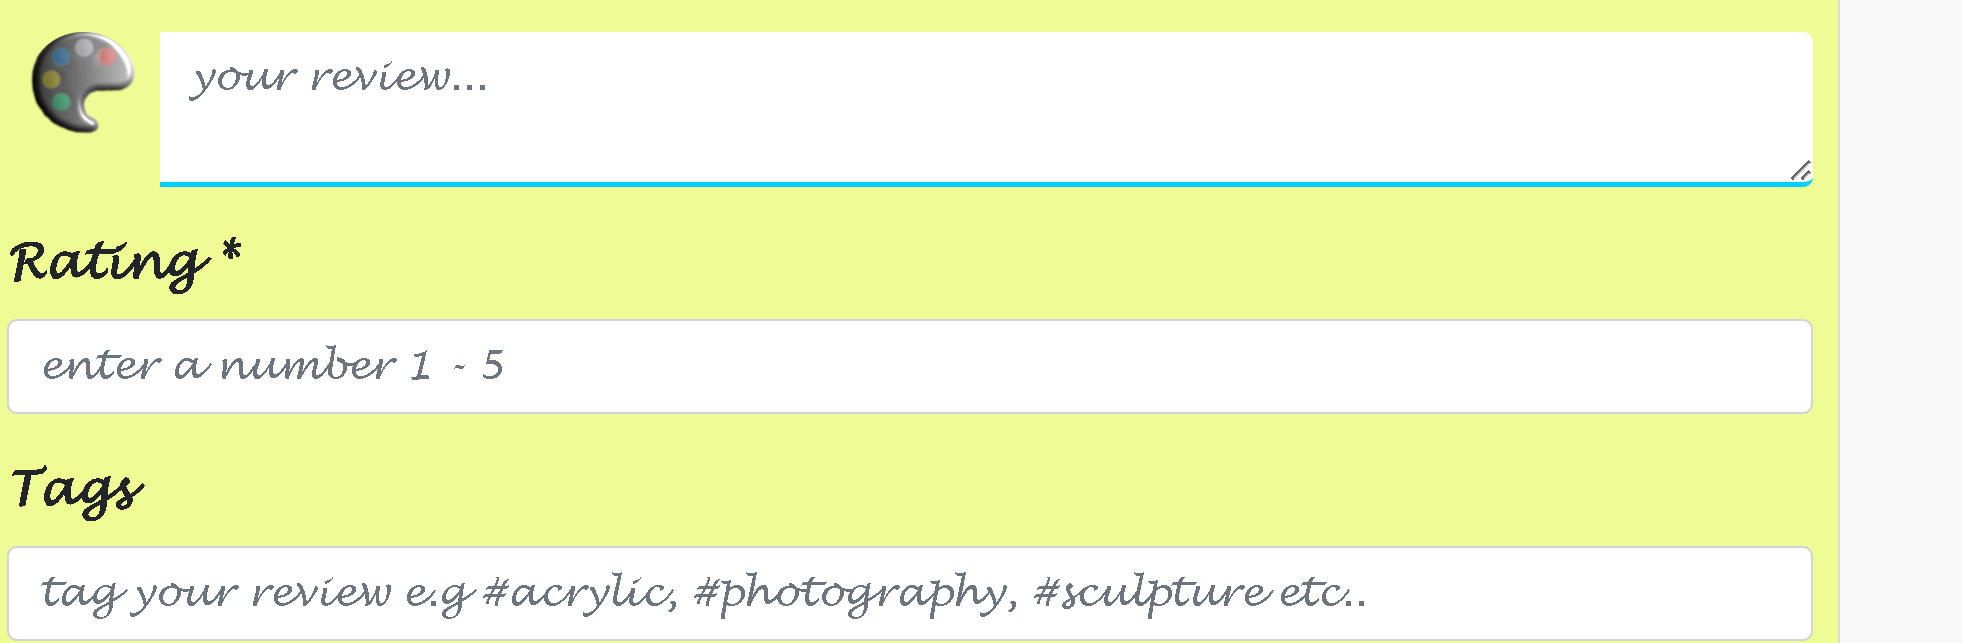 your review...
Rating *
enter a number 1 - 5
Tags
tag your review e.g #acrylic, #photography, #sculpture etc..